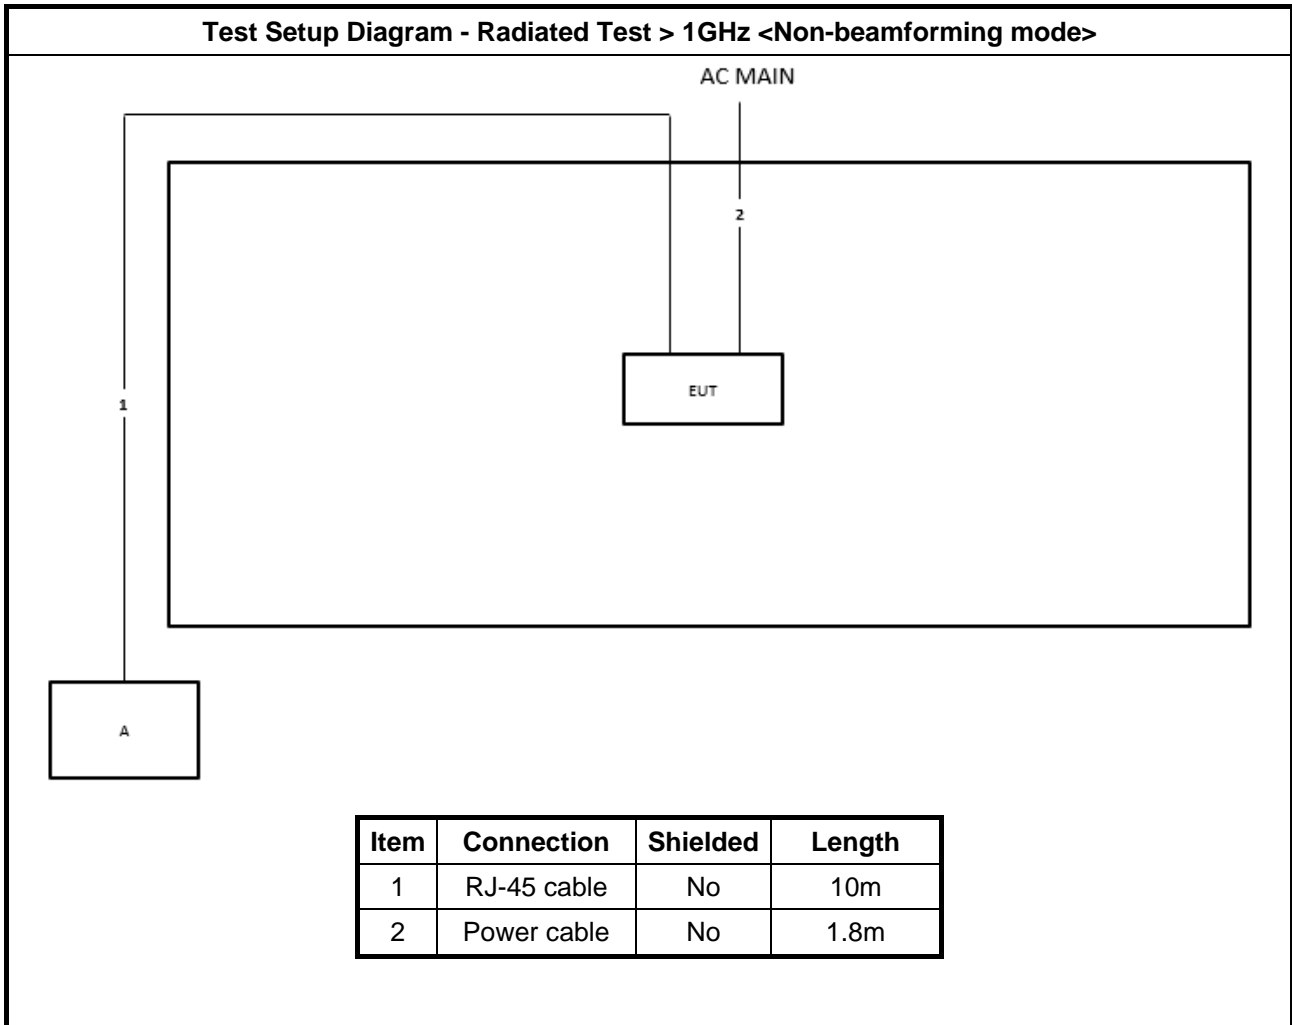 Test Setup Diagram - Radiated Test > 1GHz <Non-beamforming mode>
AC MAIN
2
1
EUT
A
Item Connection Shielded Length
1 RJ-45 cable No 10m
2 Power cable No 1.8m